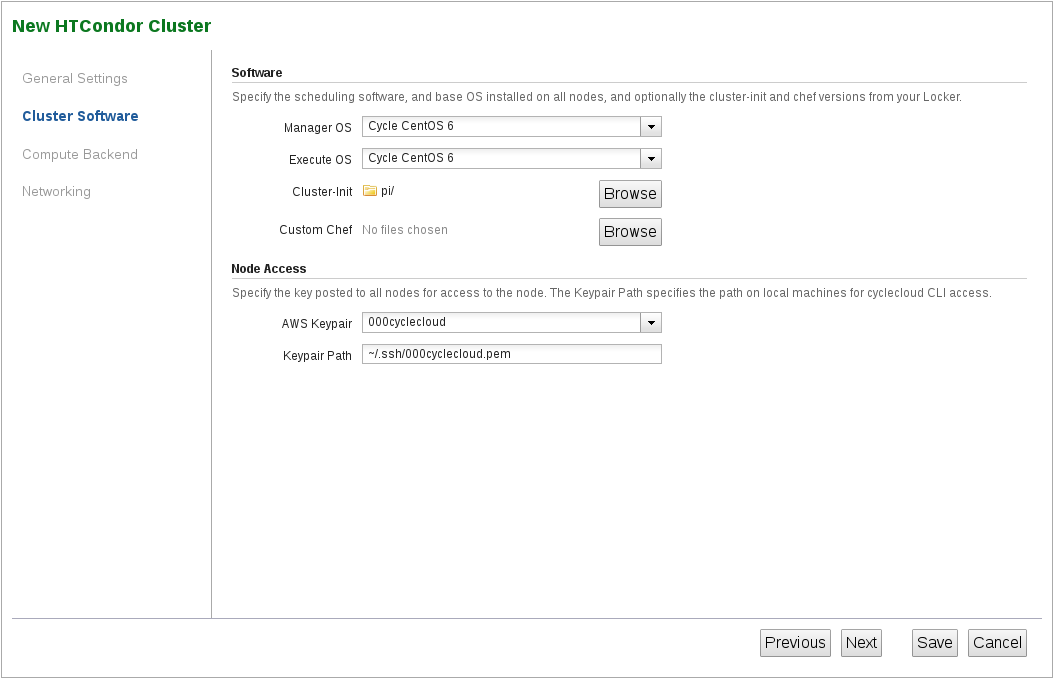 New HTCondor Cluster
General Settings
Cluster Software
Compute Backend
Networking
Software
Specify the scheduling software, and base OS installed on all nodes, and optionally the cluster-init and chef versions from your Locker.
Manager OS Cycle CentOS 6
Execute OS Cycle CentOS 6
Cluster-Init pi/ Browse
Custom Chef No files chosen Browse
Node Access
Specify the key posted to all nodes for access to the node. The Keypair Path specifies the path on local machines for cyclecloud CLI access.
AWS Keypair 000cyclecloud
Keypair Path ~/.ssh/000cyclecloud.pem
Previous Next Save Cancel